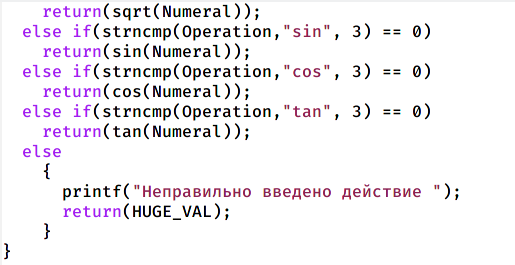 return(sqrt(Numeral));
else if(strncmp(Operation,"sin", 3) == 0)
return(sin(Numeral));
else if(strncmp(Operation,"cos", 3) == 0)
return(cos(Numeral));
else if(strncmp(Operation,"tan", 3) == 0)
return(tan(Numeral));
else
{
printf("Неправильно введено действие ");
return(HUGE_VAL);
}
}